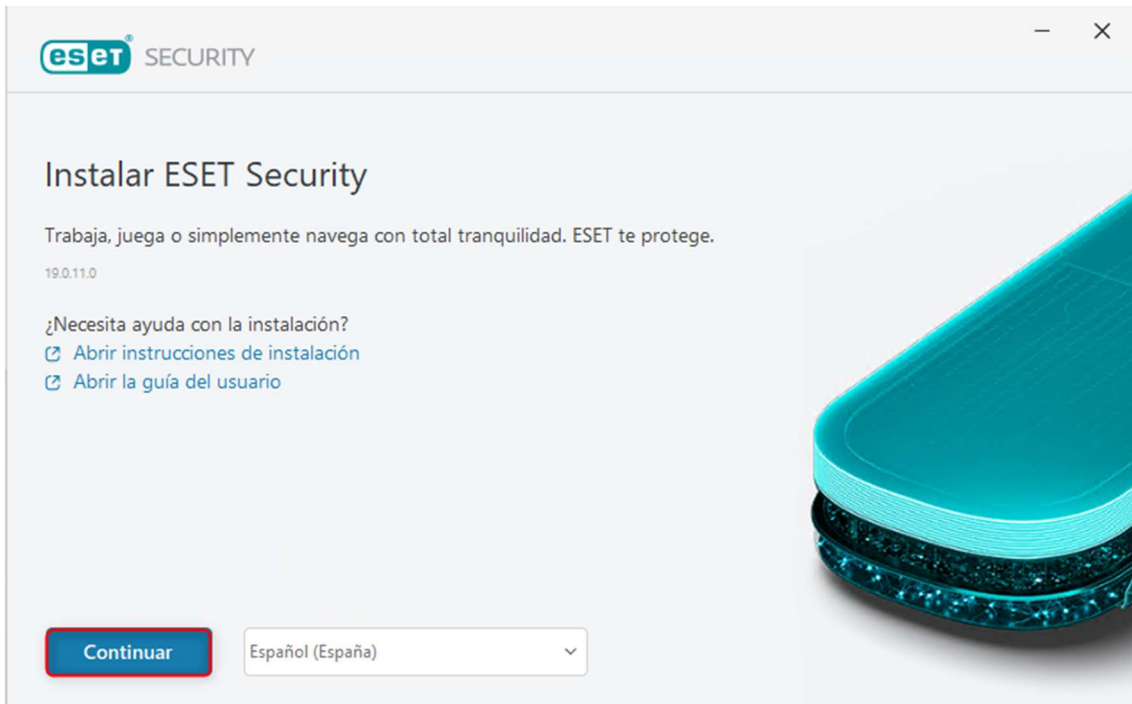 eset® SECURITY
Instalar ESET Security
Trabaja, juega o simplemente navega con total tranquilidad. ESET te protege.
19.0.11.0
¿Necesita ayuda con la instalación?
Abrir instrucciones de instalación
Abrir la guía del usuario
Continuar
Español (España)